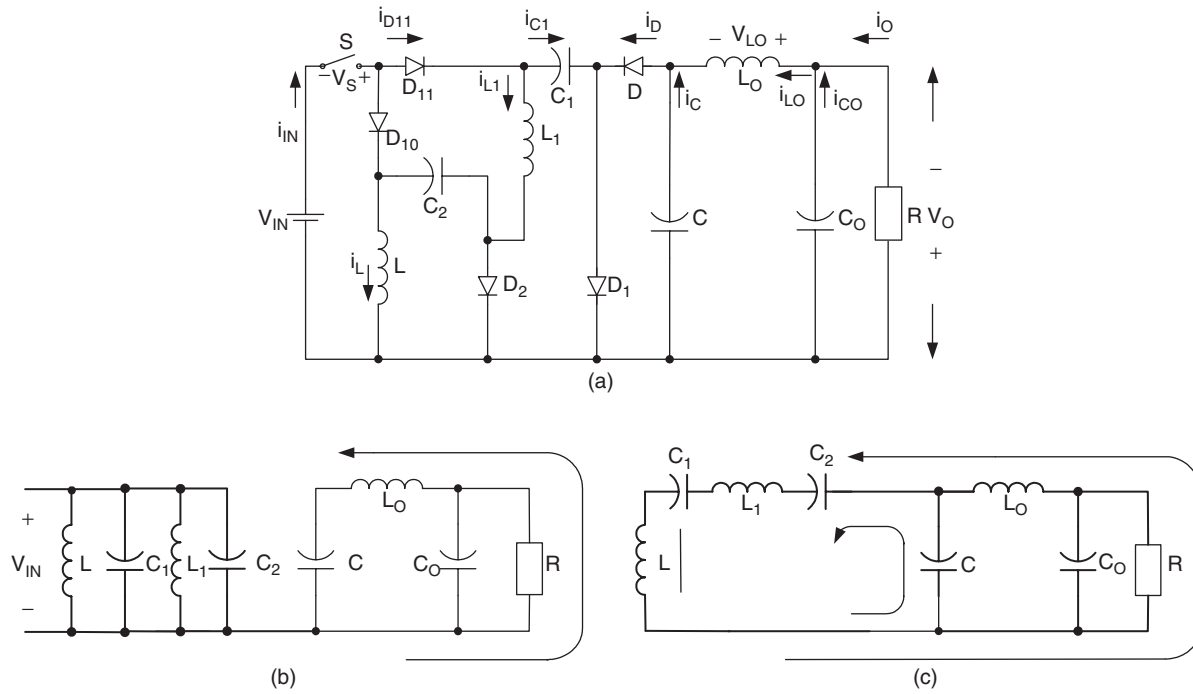 i_D11 i_C1 i_D − V_LO + i_O
S
−V_S+ D_11 i_L1 C_1 D i_C L_O i_LO i_CO
i_IN D_10 L_1
−
V_IN C_2 C C_O R V_O
+
i_L L D_2 D_1
(a)
+
V_IN
−
L C_1 L_1 C_2 C L_O C_O R
(b)
C_1 L_1 C_2 L_O
L C C_O R
(c)